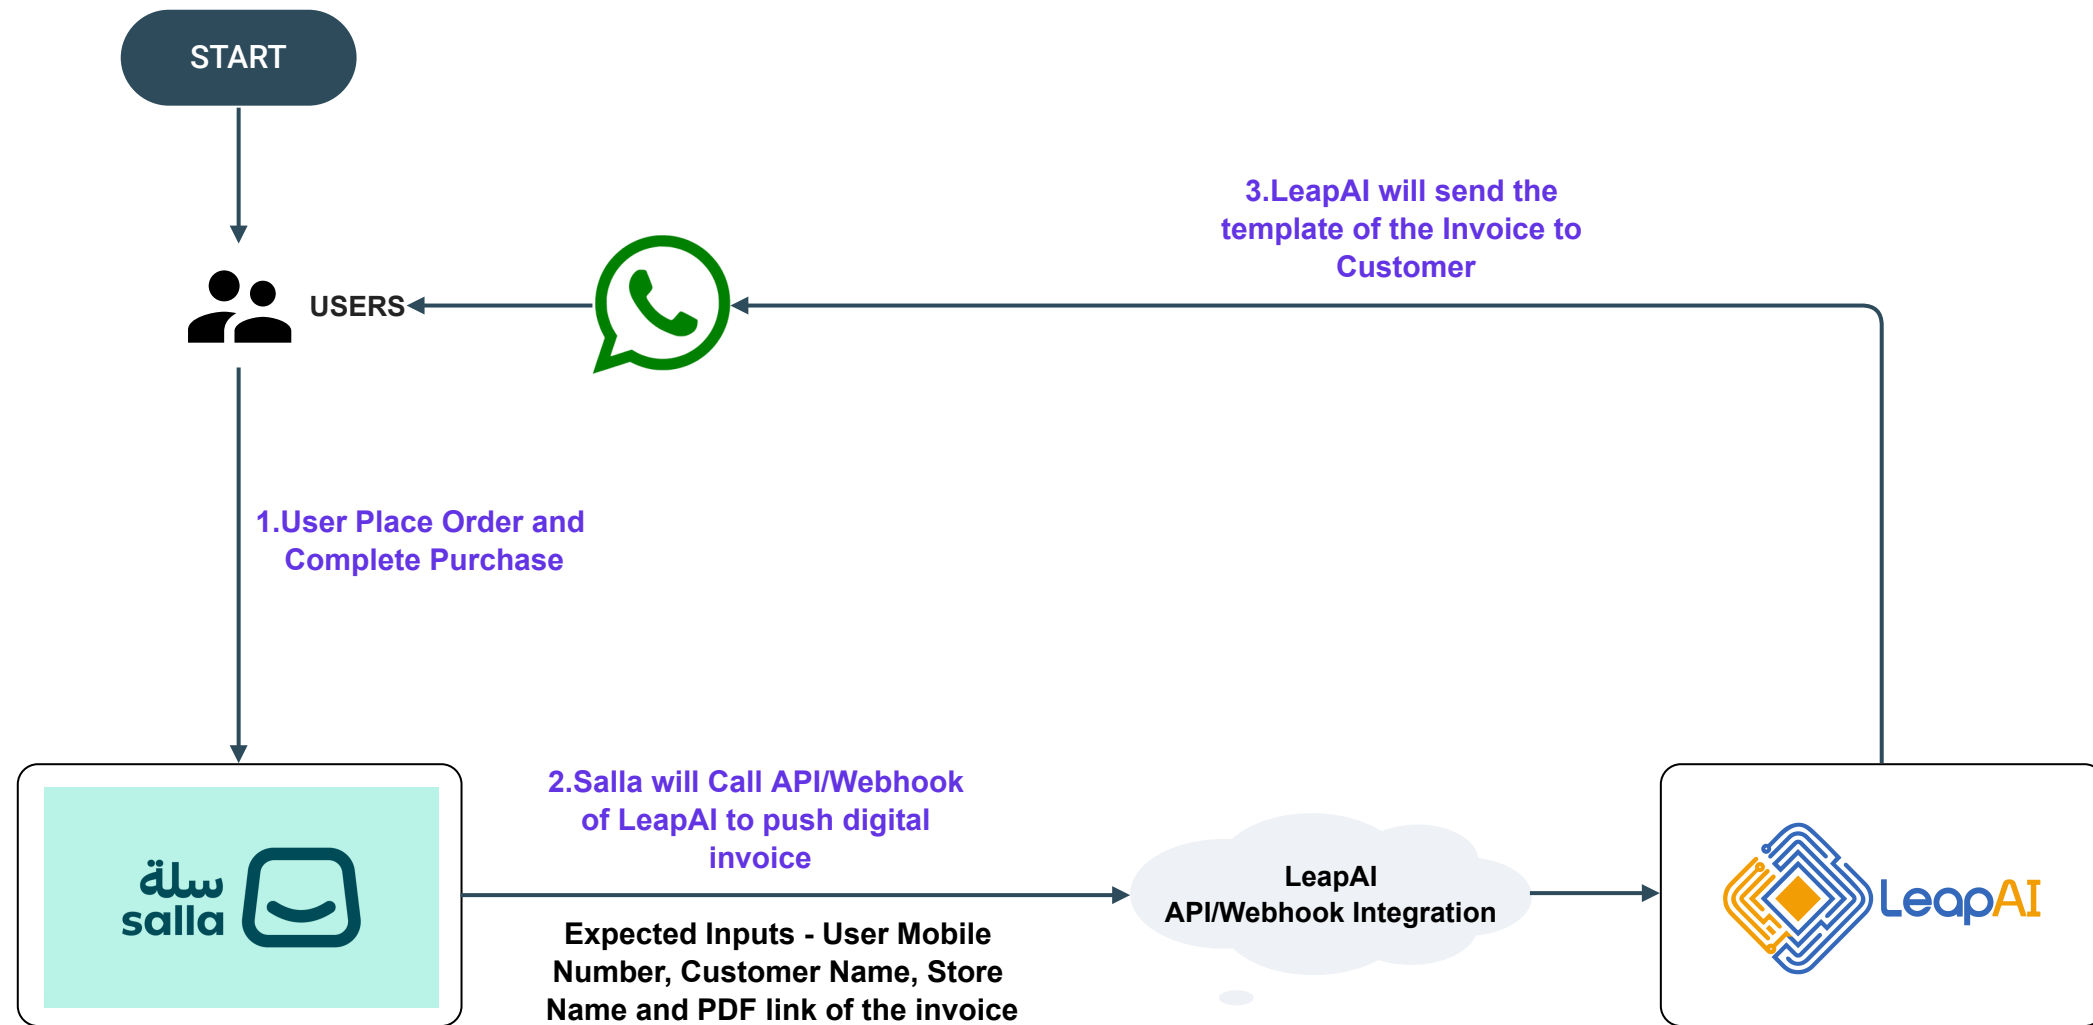 START
USERS
3.LeapAI will send the
template of the Invoice to
Customer
1.User Place Order and
Complete Purchase
2.Salla will Call API/Webhook
of LeapAI to push digital
invoice
سلة
salla
Expected Inputs - User Mobile
Number, Customer Name, Store
Name and PDF link of the invoice
LeapAI
API/Webhook Integration
LeapAI